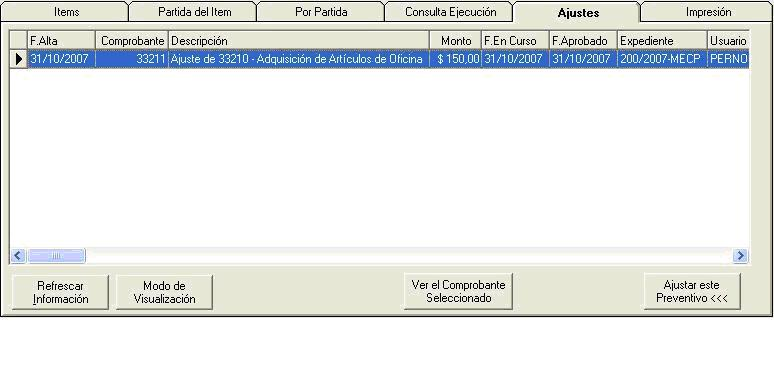 Items Partida del Item Por Partida Consulta Ejecución Ajustes Impresión
F.Alta Comprobante Descripción Monto F.En Curso F.Aprobado Expediente Usuario
31/10/2007 33211 Ajuste de 33210 - Adquisición de Artículos de Oficina $ 150,00 31/10/2007 31/10/2007 200/2007-MECP PERNO
Refrescar Información
Modo de Visualización
Ver el Comprobante Seleccionado
Ajustar este Preventivo <<<